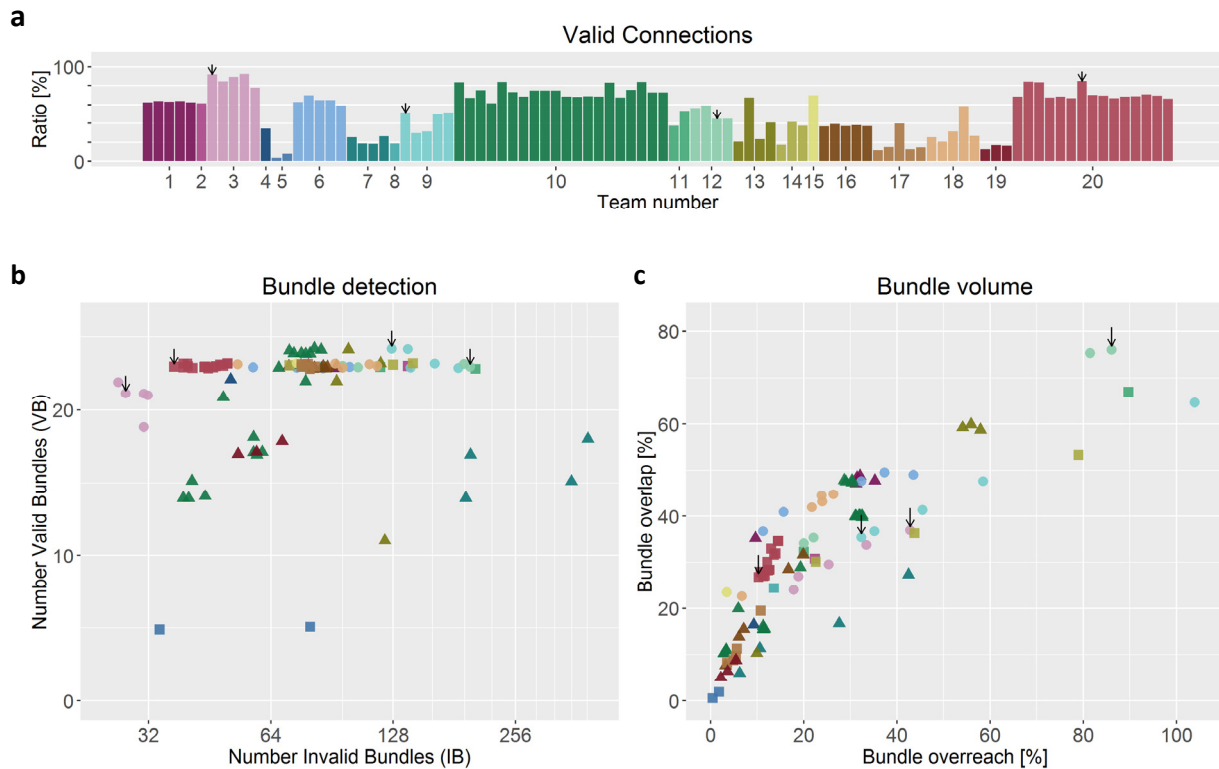 a
Valid Connections
Ratio [%]
100
0
1 2 3 4 5 6 7 8 9 10 11 12 13 14 15 16 17 18 19 20
Team number
b
Bundle detection
Number Valid Bundles (VB)
20
10
0
32 64 128 256
Number Invalid Bundles (IB)
c
Bundle volume
Bundle overlap [%]
80
60
40
20
0
0 20 40 60 80 100
Bundle overreach [%]